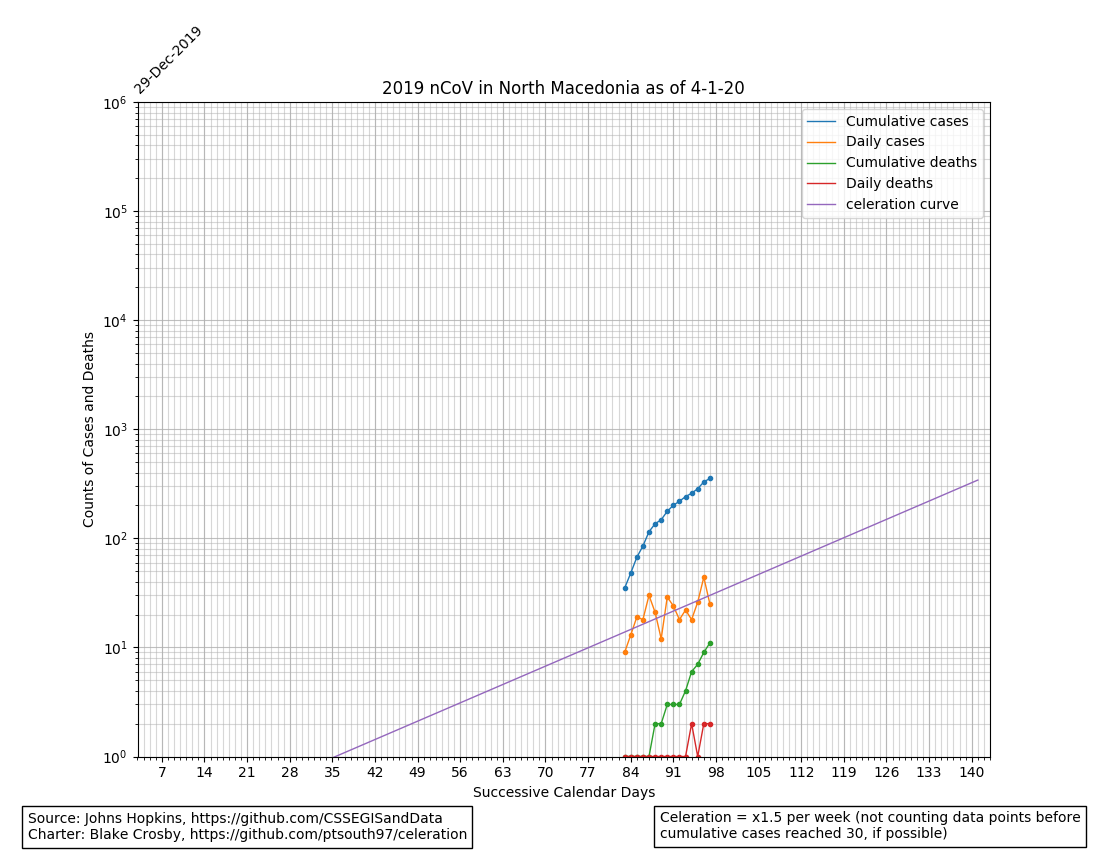 29-Dec-2019
2019 nCoV in North Macedonia as of 4-1-20
10^6
10^5
10^4
10^3
10^2
10^1
10^0
Counts of Cases and Deaths
Cumulative cases
Daily cases
Cumulative deaths
Daily deaths
celeration curve
7 14 21 28 35 42 49 56 63 70 77 84 91 98 105 112 119 126 133 140
Successive Calendar Days
Source: Johns Hopkins, https://github.com/CSSEGISandData
Charter: Blake Crosby, https://github.com/ptsouth97/celeration
Celeration = x1.5 per week (not counting data points before
cumulative cases reached 30, if possible)